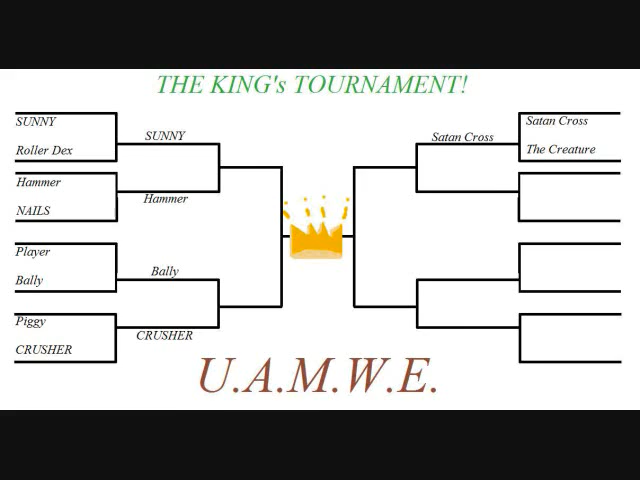 THE KING's TOURNAMENT!
SUNNY
Roller Dex
Hammer
NAILS
Player
Bally
Piggy
CRUSHER
SUNNY
Hammer
Bally
CRUSHER
Satan Cross
Satan Cross
The Creature
U.A.M.W.E.